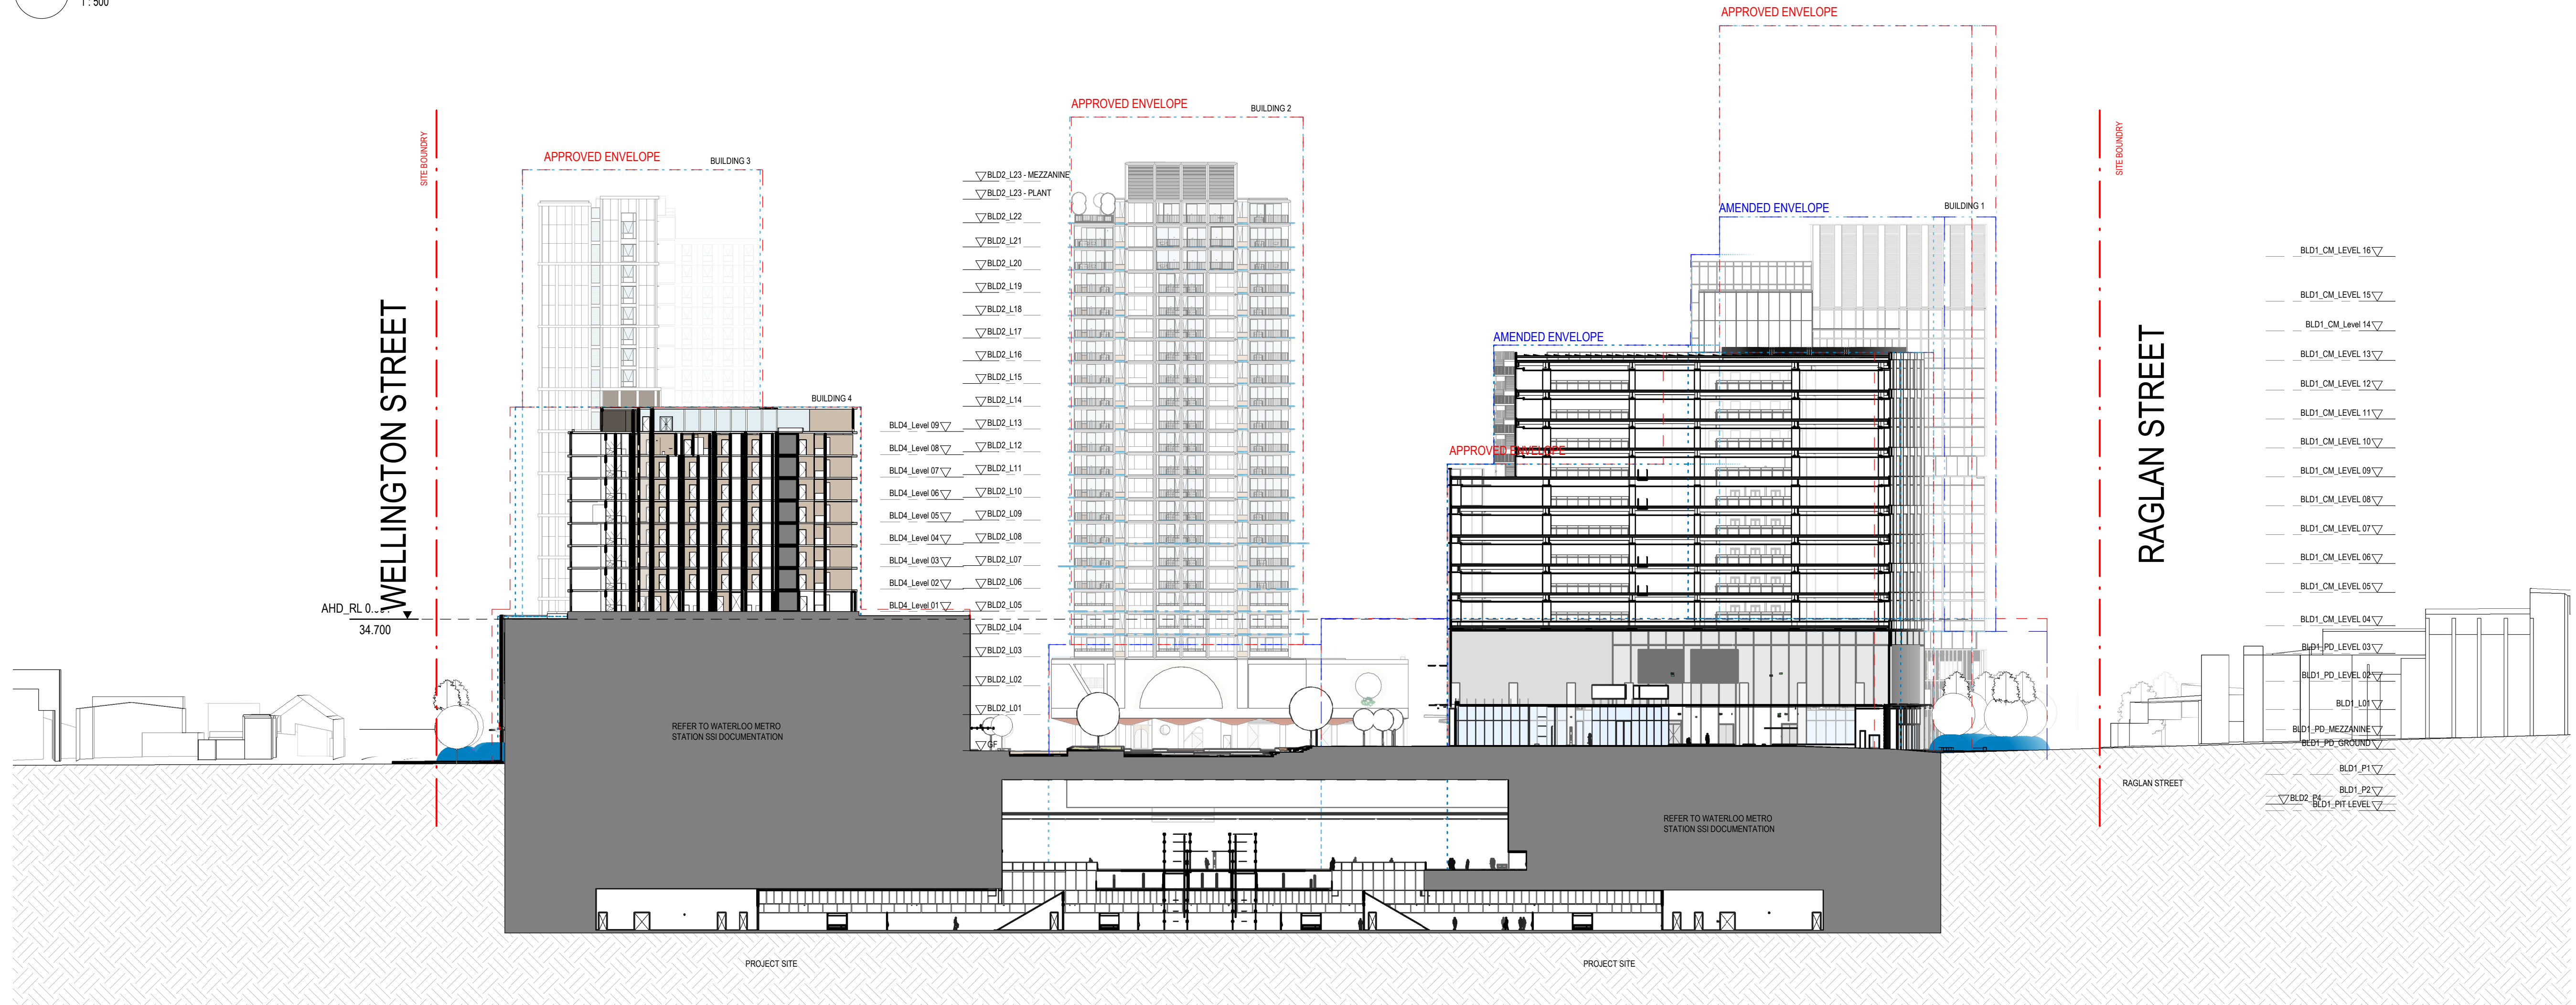 1 : 500
APPROVED ENVELOPE
APPROVED ENVELOPE
BUILDING 2
SITE BOUNDRY
SITE BOUNDRY
APPROVED ENVELOPE
BUILDING 3
AMENDED ENVELOPE
BUILDING 1
AMENDED ENVELOPE
BUILDING 4
APPROVED ENVELOPE
WELLINGTON STREET
RAGLAN STREET
AHD_RL
34.700
BLD4_Level 09
BLD4_Level 08
BLD4_Level 07
BLD4_Level 06
BLD4_Level 05
BLD4_Level 04
BLD4_Level 03
BLD4_Level 02
BLD4_Level 01
BLD2_L23 - MEZZANINE
BLD2_L23 - PLANT
BLD2_L22
BLD2_L21
BLD2_L20
BLD2_L19
BLD2_L18
BLD2_L17
BLD2_L16
BLD2_L15
BLD2_L14
BLD2_L13
BLD2_L12
BLD2_L11
BLD2_L10
BLD2_L09
BLD2_L08
BLD2_L07
BLD2_L06
BLD2_L05
BLD2_L04
BLD2_L03
BLD2_L02
BLD2_L01
GF
BLD1_CM_LEVEL 16
BLD1_CM_LEVEL 15
BLD1_CM_Level 14
BLD1_CM_LEVEL 13
BLD1_CM_LEVEL 12
BLD1_CM_LEVEL 11
BLD1_CM_LEVEL 10
BLD1_CM_LEVEL 09
BLD1_CM_LEVEL 08
BLD1_CM_LEVEL 07
BLD1_CM_LEVEL 06
BLD1_CM_LEVEL 05
BLD1_CM_LEVEL 04
BLD1_PD_LEVEL 03
BLD1_PD_LEVEL 02
BLD1_L01
BLD1_PD_MEZZANINE
BLD1_PD_GROUND
BLD1_P1
BLD1_P2
BLD2_P4
BLD1_PIT LEVEL
REFER TO WATERLOO METRO
STATION SSI DOCUMENTATION
RAGLAN STREET
REFER TO WATERLOO METRO
STATION SSI DOCUMENTATION
PROJECT SITE
PROJECT SITE